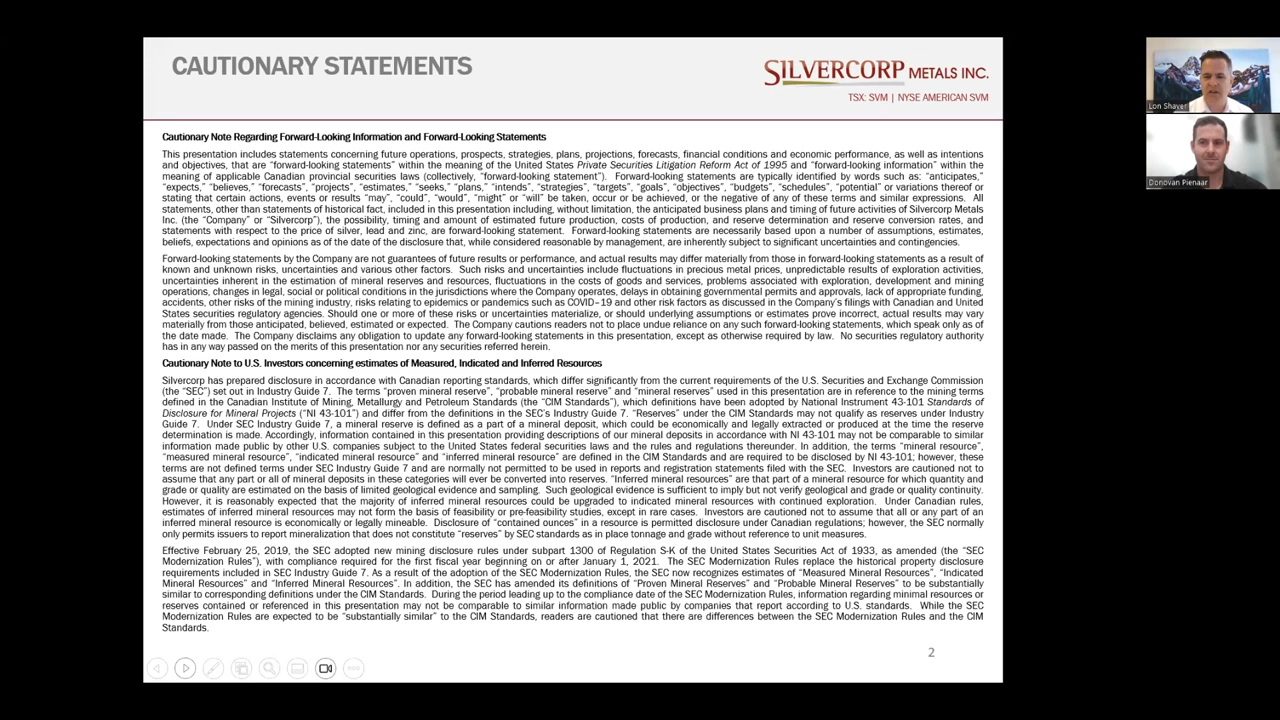 CAUTIONARY STATEMENTS
SILVERCORP METALS INC.
TSX: SVM | NYSE AMERICAN SVM
Cautionary Note Regarding Forward-Looking Information and Forward-Looking Statements
This presentation includes statements concerning future operations, prospects, strategies, plans, projections, forecasts, financial conditions and economic performance, as well as intentions
and objectives, that are “forward-looking statements” within the meaning of the United States Private Securities Litigation Reform Act of 1995 and “forward-looking information” within the
meaning of applicable Canadian provincial securities laws (collectively, “forward-looking statement”). Forward-looking statements are typically identified by words such as: “anticipates,”
“expects,” “believes,” “forecasts,” “projects”, “estimates,” “seeks,” “plans,” “intends”, “strategies”, “targets”, “goals”, “objectives”, “budgets”, “schedules”, “potential” or variations thereof or
stating that certain actions, events or results “may”, “could”, “would”, “might” or “will” be taken, occur or be achieved, or the negative of any of these terms and similar expressions. All
statements, other than statements of historical fact, included in this presentation including, without limitation, the anticipated business plans and timing of future activities of Silvercorp Metals
Inc. (the “Company” or “Silvercorp”), the possibility, timing and amount of estimated future production, costs of production, and reserve determination and reserve conversion rates, and
statements with respect to the price of silver, lead and zinc, are forward-looking statement. Forward-looking statements are necessarily based upon a number of assumptions, estimates,
beliefs, expectations and opinions as of the date of the disclosure that, while considered reasonable by management, are inherently subject to significant uncertainties and contingencies.
Forward-looking statements by the Company are not guarantees of future results or performance, and actual results may differ materially from those in forward-looking statements as a result of
known and unknown risks, uncertainties and various other factors. Such risks and uncertainties include fluctuations in precious metal prices, unpredictable results of exploration activities,
uncertainties inherent in the estimation of mineral reserves and resources, fluctuations in the costs of goods and services, problems associated with exploration, development and mining
operations, changes in legal, social or political conditions in the jurisdictions where the Company operates, delays in obtaining governmental permits and approvals, lack of appropriate funding,
accidents, other risks of the mining industry, risks relating to epidemics or pandemics such as COVID–19 and other risk factors as discussed in the Company’s filings with Canadian and United
States securities regulatory agencies. Should one or more of these risks or uncertainties materialize, or should underlying assumptions or estimates prove incorrect, actual results may vary
materially from those anticipated, believed, estimated or expected. The Company cautions readers not to place undue reliance on any such forward-looking statements, which speak only as of
the date made. The Company disclaims any obligation to update any forward-looking statements in this presentation, except as otherwise required by law. No securities regulatory authority
has in any way passed on the merits of this presentation nor any securities referred herein.
Cautionary Note to U.S. Investors concerning estimates of Measured, Indicated and Inferred Resources
Silvercorp has prepared disclosure in accordance with Canadian reporting standards, which differ significantly from the current requirements of the U.S. Securities and Exchange Commission
(the “SEC”) set out in Industry Guide 7. The terms “proven mineral reserve”, “probable mineral reserve” and “mineral reserves” used in this presentation are in reference to the mining terms
defined in the Canadian Institute of Mining, Metallurgy and Petroleum Standards (the “CIM Standards”), which definitions have been adopted by National Instrument 43-101 Standards of
Disclosure for Mineral Projects (“NI 43-101”) and differ from the definitions in the SEC’s Industry Guide 7. “Reserves” under the CIM Standards may not qualify as reserves under Industry
Guide 7. Under SEC Industry Guide 7, a mineral reserve is defined as a part of a mineral deposit, which could be economically and legally extracted or produced at the time the reserve
determination is made. Accordingly, information contained in this presentation providing descriptions of our mineral deposits in accordance with NI 43-101 may not be comparable to similar
information made public by other U.S. companies subject to the United States federal securities laws and the rules and regulations thereunder. In addition, the terms “mineral resource”,
“measured mineral resource”, “indicated mineral resource” and “inferred mineral resource” are defined in the CIM Standards and are required to be disclosed by NI 43-101; however, these
terms are not defined terms under SEC Industry Guide 7 and are normally not permitted to be used in reports and registration statements filed with the SEC. Investors are cautioned not to
assume that any part or all of mineral deposits in these categories will ever be converted into reserves. “Inferred mineral resources” are that part of a mineral resource for which quantity and
grade or quality are estimated on the basis of limited geological evidence and sampling. Such geological evidence is sufficient to imply but not verify geological and grade or quality continuity.
However, it is reasonably expected that the majority of inferred mineral resources could be upgraded to indicated mineral resources with continued exploration. Under Canadian rules,
estimates of inferred mineral resources may not form the basis of feasibility or pre-feasibility studies, except in rare cases. Investors are cautioned not to assume that all or any part of an
inferred mineral resource is economically or legally mineable. Disclosure of “contained ounces” in a resource is permitted disclosure under Canadian regulations; however, the SEC normally
only permits issuers to report mineralization that does not constitute “reserves” by SEC standards as in place tonnage and grade without reference to unit measures.
Effective February 25, 2019, the SEC adopted new mining disclosure rules under subpart 1300 of Regulation S-K of the United States Securities Act of 1933, as amended (the “SEC
Modernization Rules”), with compliance required for the first fiscal year beginning on or after January 1, 2021. The SEC Modernization Rules replace the historical property disclosure
requirements included in SEC Industry Guide 7. As a result of the adoption of the SEC Modernization Rules, the SEC now recognizes estimates of “Measured Mineral Resources”, “Indicated
Mineral Resources” and “Inferred Mineral Resources”. In addition, the SEC has amended its definitions of “Proven Mineral Reserves” and “Probable Mineral Reserves” to be substantially
similar to corresponding definitions under the CIM Standards. During the period leading up to the compliance date of the SEC Modernization Rules, information regarding minimal resources or
reserves contained or referenced in this presentation may not be comparable to similar information made public by companies that report according to U.S. standards. While the SEC
Modernization Rules are expected to be “substantially similar” to the CIM Standards, readers are cautioned that there are differences between the SEC Modernization Rules and the CIM
Standards.
2
Lon Shaver
Donovan Pienaar